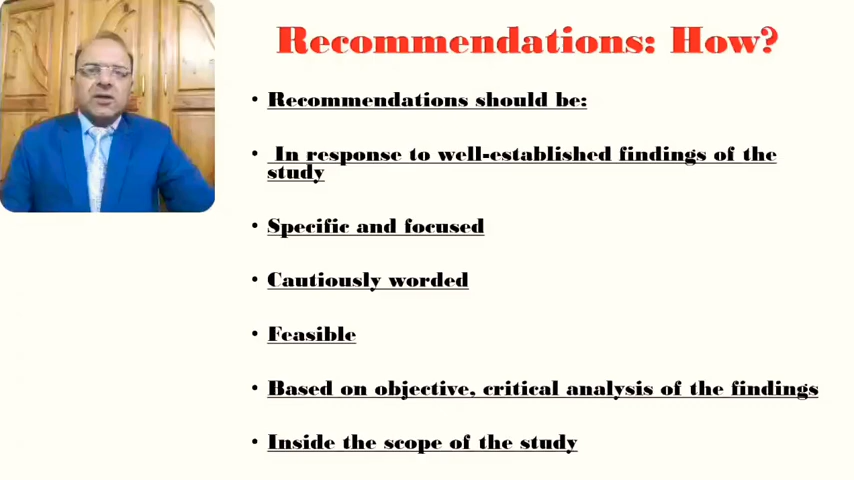 Recommendations: How?
• Recommendations should be:
• In response to well-established findings of the
study
• Specific and focused
• Cautiously worded
• Feasible
• Based on objective, critical analysis of the findings
• Inside the scope of the study